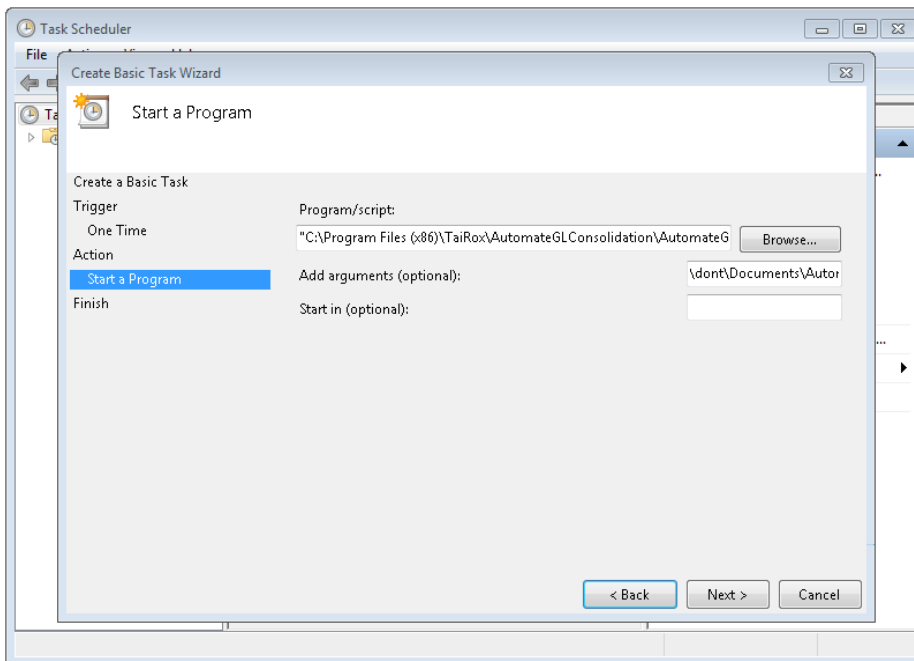 Task Scheduler
File
Create Basic Task Wizard
Start a Program
Create a Basic Task
Trigger
One Time
Action
Start a Program
Finish
Program/script:
"C:\Program Files (x86)\TaiRox\AutomateGLConsolidation\AutomateG
Browse...
Add arguments (optional):
\dont\Documents\Autor
Start in (optional):
< Back
Next >
Cancel